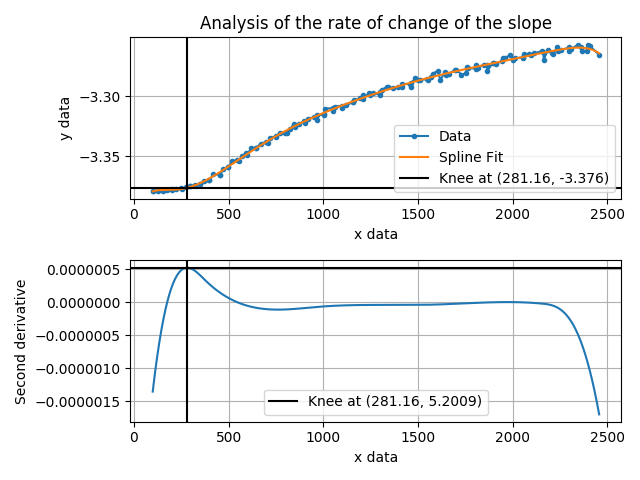 Analysis of the rate of change of the slope
y data
−3.30
−3.35
Data
Spline Fit
Knee at (281.16, -3.376)
0 500 1000 1500 2000 2500
x data
Second derivative
0.0000005
0.0000000
−0.0000005
−0.0000010
−0.0000015
Knee at (281.16, 5.2009)
0 500 1000 1500 2000 2500
x data